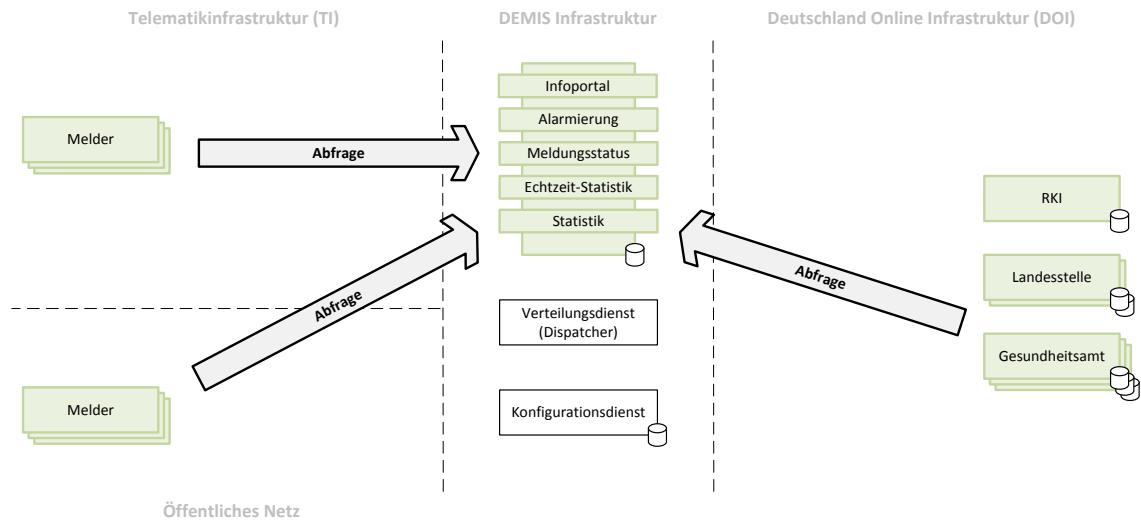 Telematikinfrastruktur (TI)
DEMIS Infrastruktur
Deutschland Online Infrastruktur (DOI)
Infoportal
Alarmierung
Meldungsstatus
Echtzeit-Statistik
Statistik
Melder
Abfrage
RKI
Landesstelle
Gesundheitsamt
Abfrage
Abfrage
Verteilungsdienst
(Dispatcher)
Konfigurationsdienst
Melder
Öffentliches Netz